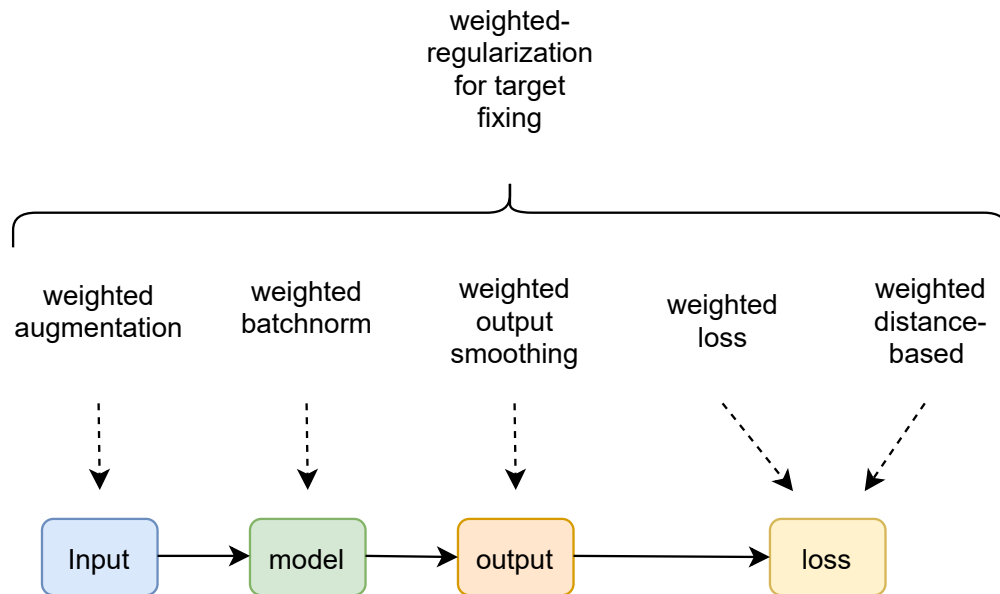 weighted-
regularization
for target
fixing
weighted
augmentation
weighted
batchnorm
weighted
output
smoothing
weighted
loss
weighted
distance-
based
Input
model
output
loss